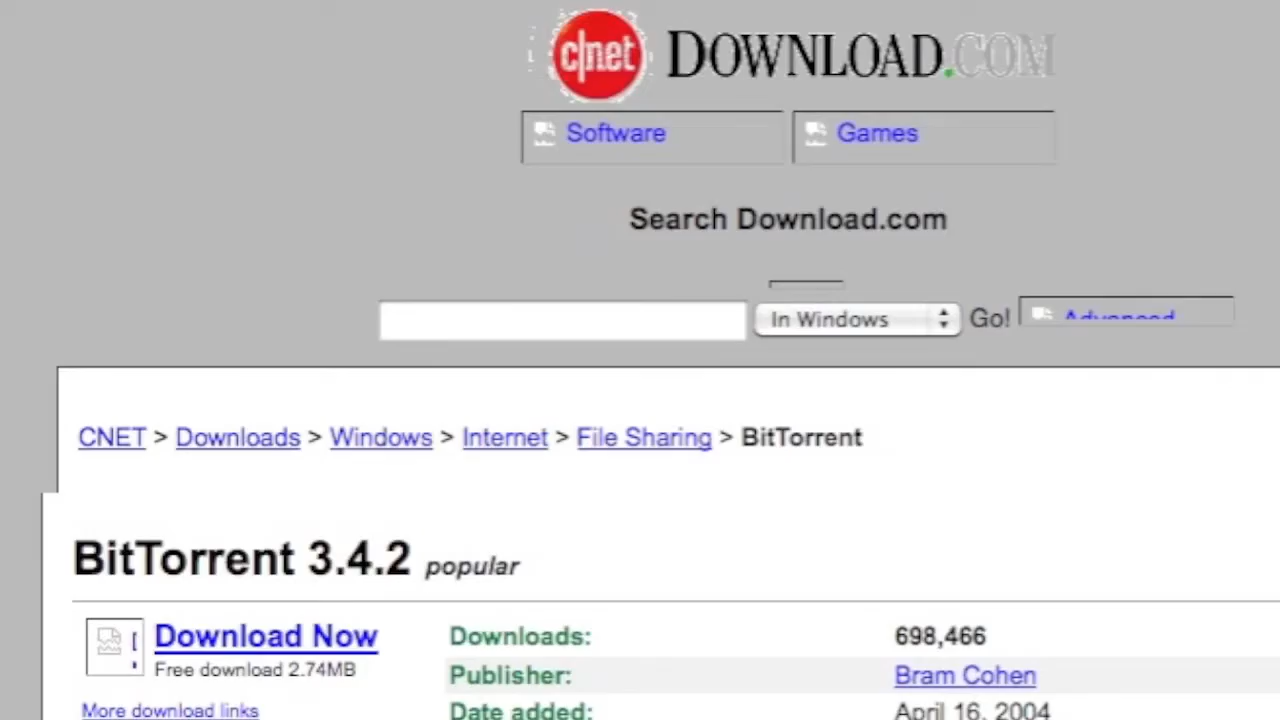 c|net DOWNLOAD.COM
Software Games
Search Download.com
In Windows Go! Advanced
CNET > Downloads > Windows > Internet > File Sharing > BitTorrent
BitTorrent 3.4.2 popular
Download Now Downloads: 698,466
Free download 2.74MB Publisher: Bram Cohen
More download links Date added: April 16, 2004